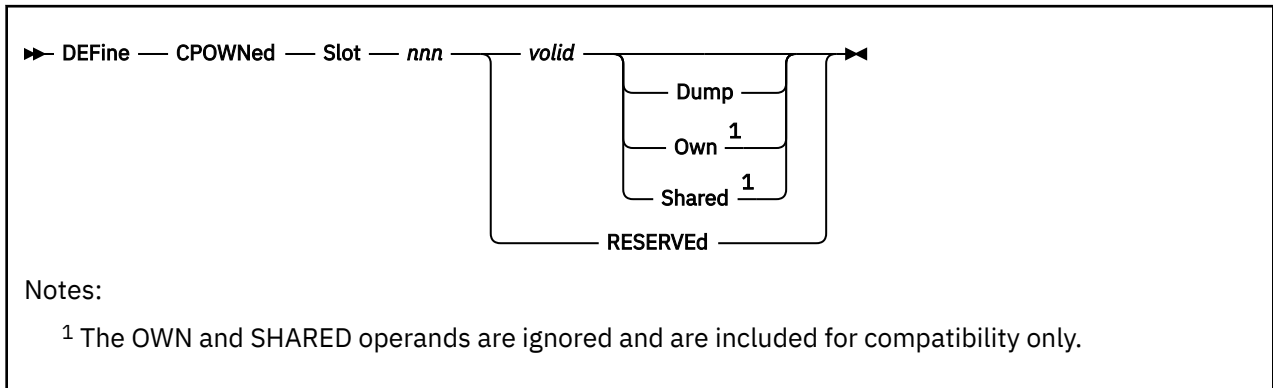 DEFine CPOWNed Slot nnn volid
Dump
Own 1
Shared 1
RESERVEd
Notes:
1 The OWN and SHARED operands are ignored and are included for compatibility only.